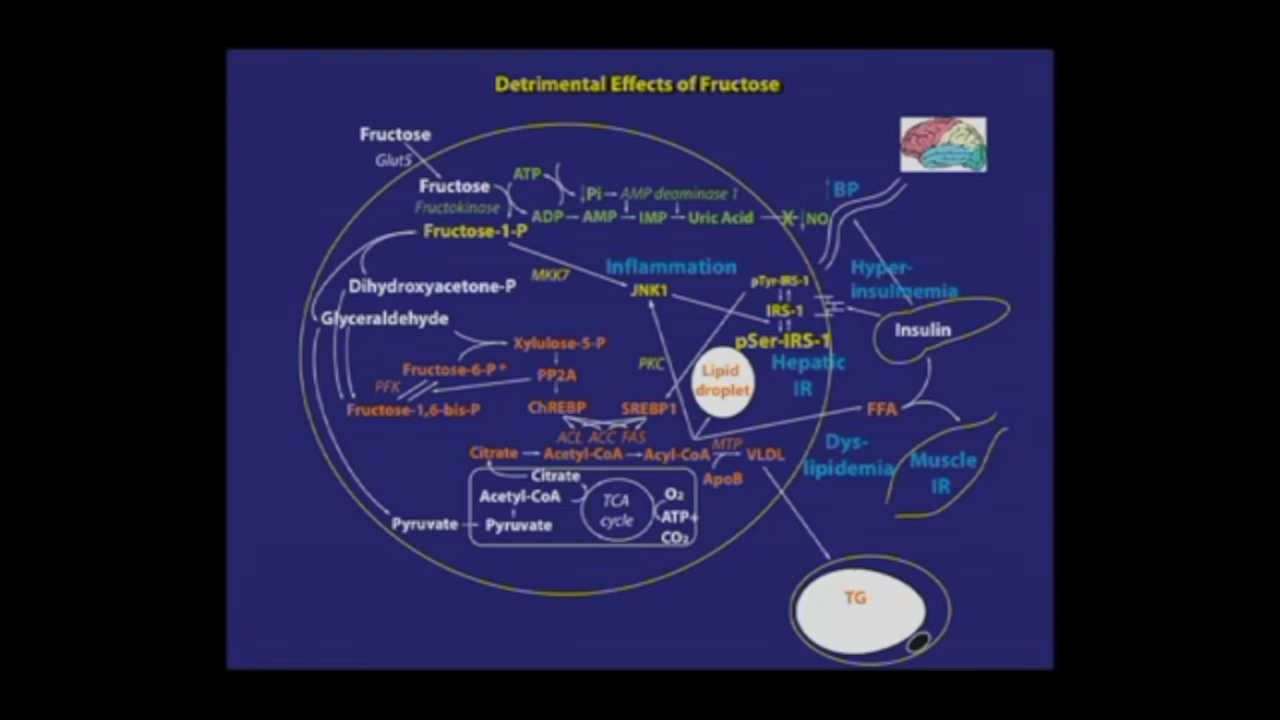 Detrimental Effects of Fructose
Fructose
Glut5
Fructose
Fructokinase
Fructose-1-P
ATP
ADP
↓Pi
AMP deaminase 1
AMP
IMP
Uric Acid
X
↓NO
↑BP
Dihydroxyacetone-P
Glyceraldehyde
MKK7
Inflammation
JNK1
pTyr-IRS-1
IRS-1
pSer-IRS-1
Hepatic
IR
Hyper-
insulinemia
Insulin
Xylulose-5-P
Fructose-6-P+
PFK
Fructose-1,6-bis-P
PP2A
ChREBP
SREBP1
PKC
Lipid
droplet
FFA
ACL ACC FAS
Citrate
Acetyl-CoA
Acyl-CoA
MTP
VLDL
ApoB
Dys-
lipidemia
Muscle
IR
Citrate
Acetyl-CoA
Pyruvate
Pyruvate
TCA
cycle
O2
ATP+
CO2
TG